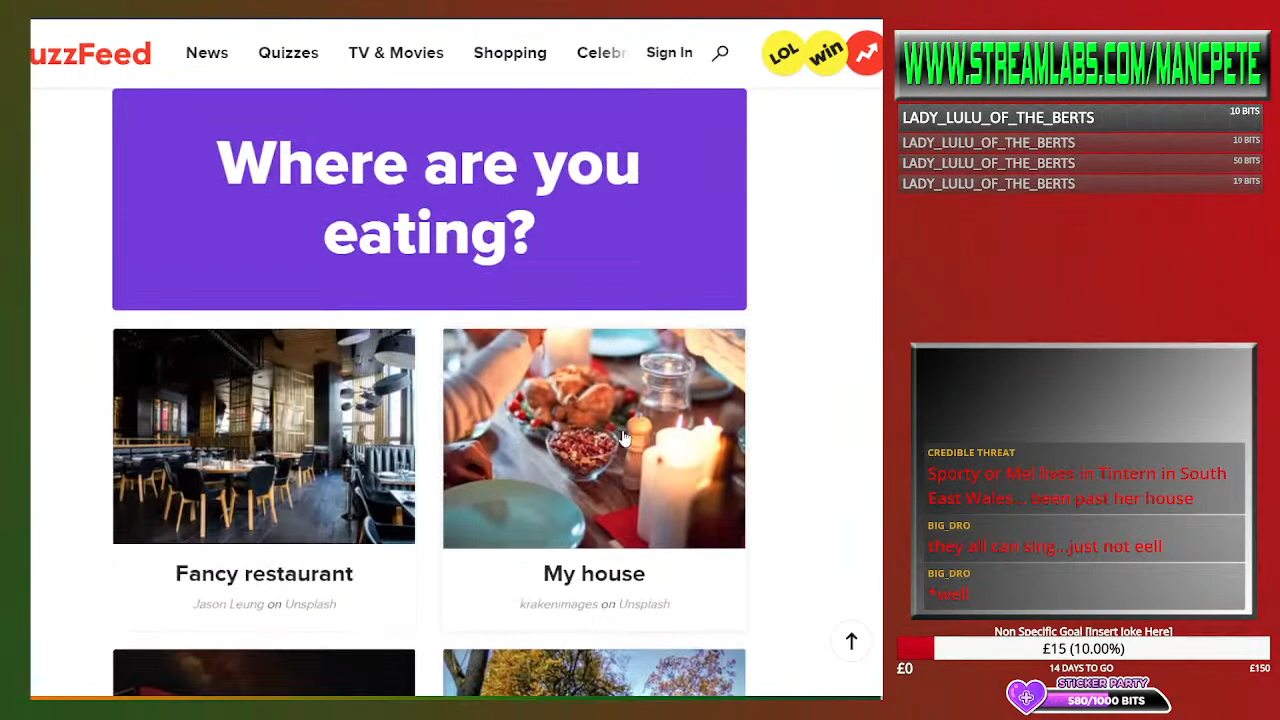 uzzFeed
News
Quizzes
TV & Movies
Shopping
Celebr
Sign In
LOL
win
Where are you
eating?
Fancy restaurant
Jason Leung on Unsplash
My house
krakenimages on Unsplash
WWW.STREAMLABS.COM/MANCPETE
LADY_LULU_OF_THE_BERTS 10 BITS
LADY_LULU_OF_THE_BERTS 10 BITS
LADY_LULU_OF_THE_BERTS 50 BITS
LADY_LULU_OF_THE_BERTS 19 BITS
CREDIBLE THREAT
Sporty or Mel lives in Tintern in South
East Wales... been past her house
BIG_DRO
they all can sing...just not eell
BIG_DRO
*well
Non Specific Goal [Insert Joke Here]
£15 (10.00%)
£0
14 DAYS TO GO
£150
STICKER PARTY
580/1000 BITS